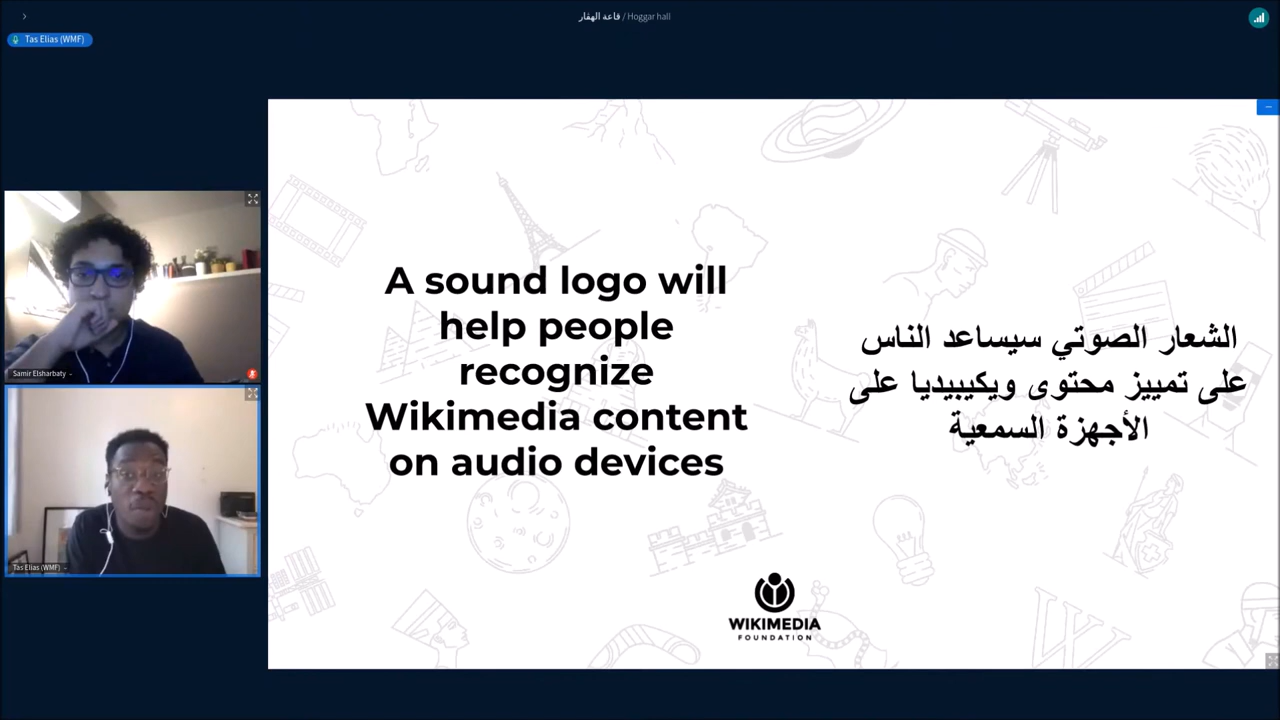 قاعة الهقار / Hoggar hall
Tas Elias (WMF)
A sound logo will
help people
recognize
Wikimedia content
on audio devices
الشعار الصوتي سيساعد الناس
على تمييز محتوى ويكيبيديا على
الأجهزة السمعية
Samir Elsharbaty
Tas Elias (WMF)
WIKIMEDIA
FOUNDATION
W